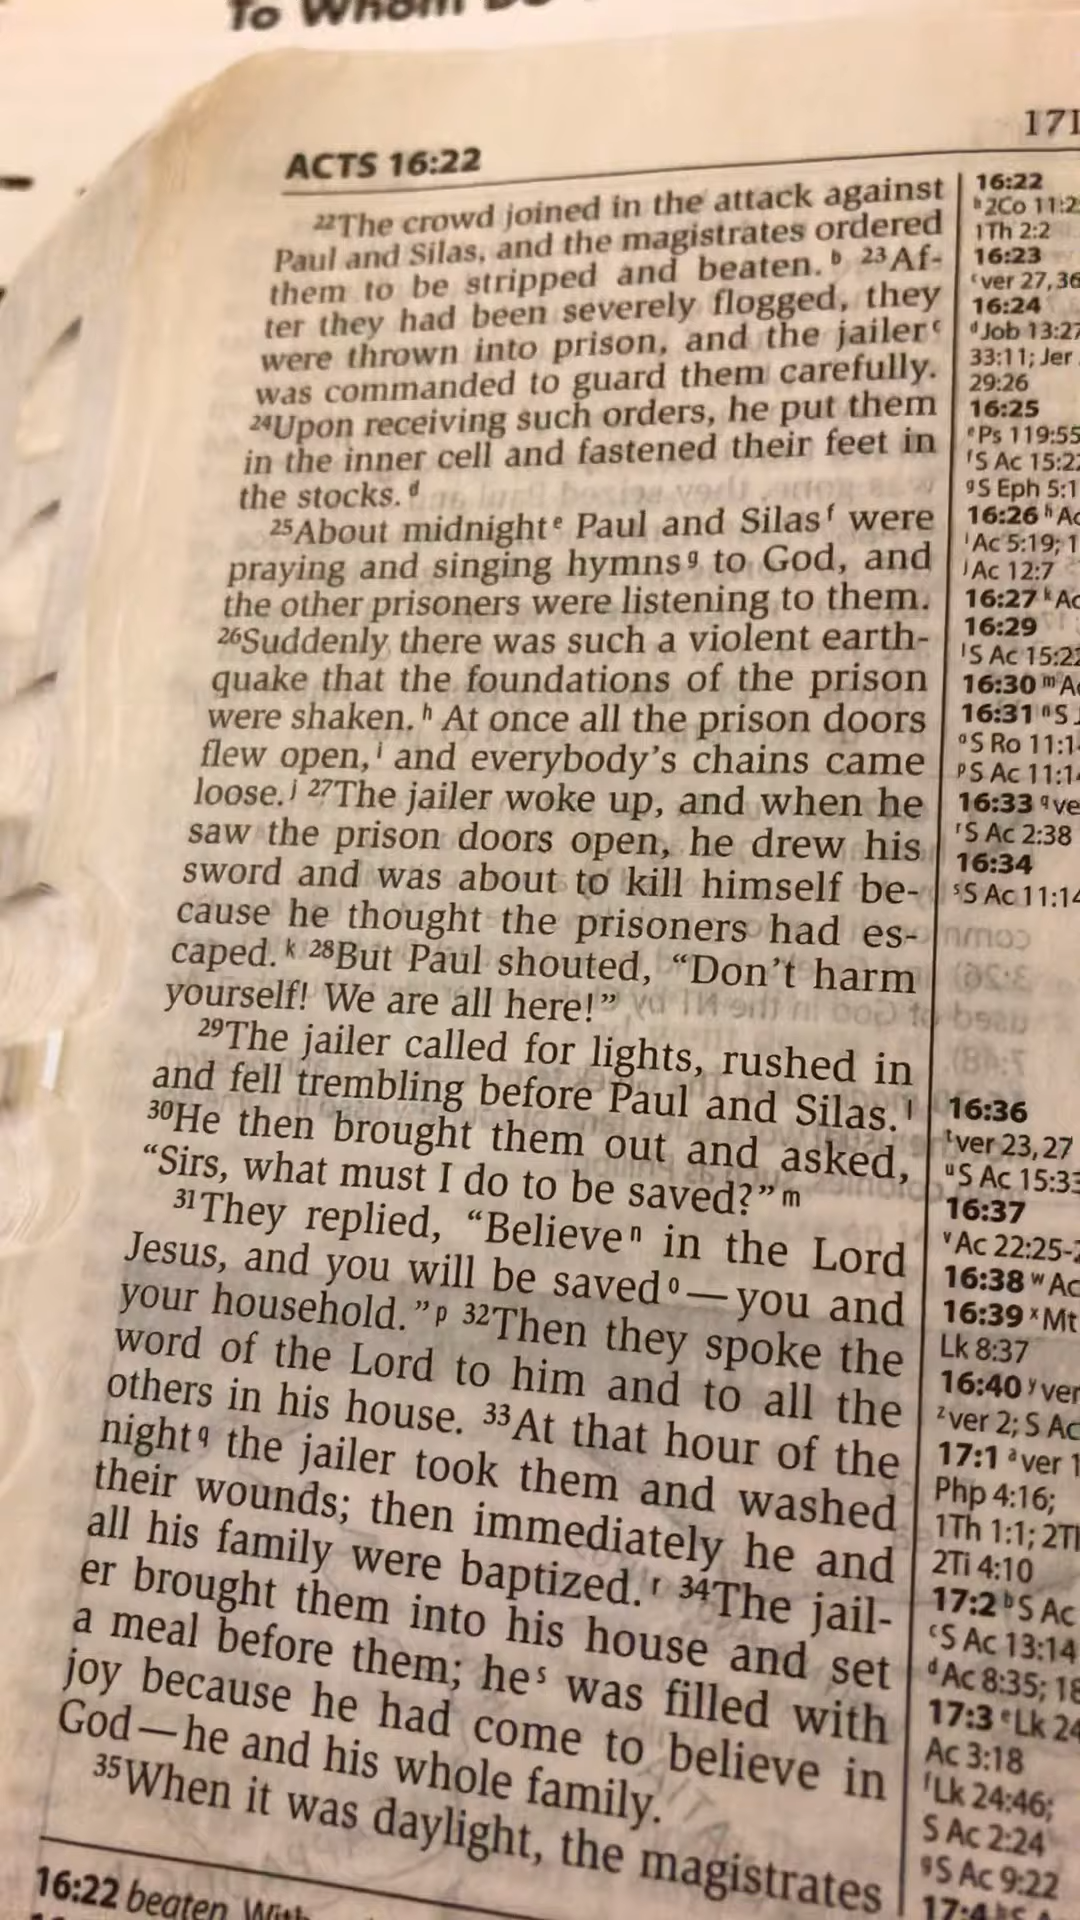 To Whom Do
171
ACTS 16:22
22The crowd joined in the attack against
Paul and Silas, and the magistrates ordered
them to be stripped and beaten. b 23Af-
ter they had been severely flogged, they
were thrown into prison, and the jailer c
was commanded to guard them carefully.
24Upon receiving such orders, he put them
in the inner cell and fastened their feet in
the stocks. d
25About midnight e Paul and Silas f were
praying and singing hymns g to God, and
the other prisoners were listening to them.
26Suddenly there was such a violent earth-
quake that the foundations of the prison
were shaken. h At once all the prison doors
flew open, i and everybody’s chains came
loose. j 27The jailer woke up, and when he
saw the prison doors open, he drew his
sword and was about to kill himself be-
cause he thought the prisoners had es-
caped. k 28But Paul shouted, “Don’t harm
yourself! We are all here!”
29The jailer called for lights, rushed in
and fell trembling before Paul and Silas. l
30He then brought them out and asked,
“Sirs, what must I do to be saved?” m
31They replied, “Believe n in the Lord
Jesus, and you will be saved o—you and
your household.” p 32Then they spoke the
word of the Lord to him and to all the
others in his house. 33At that hour of the
night q the jailer took them and washed
their wounds; then immediately he and
all his family were baptized. r 34The jail-
er brought them into his house and set
a meal before them; he s was filled with
joy because he had come to believe in
God—he and his whole family.
35When it was daylight, the magistrates
16:22 beaten. With
16:22
b 2Co 11:2
1Th 2:2
16:23
c ver 27,36
16:24
d Job 13:27
33:11; Jer
29:26
16:25
e Ps 119:55
f S Ac 15:22
g S Eph 5:1
16:26 h Ac
i Ac 5:19; 1
j Ac 12:7
16:27 k Ac
16:29
l S Ac 15:22
16:30 m Ac
16:31 n S J
o S Ro 11:14
p S Ac 11:14
16:33 q ve
r S Ac 2:38
16:34
s S Ac 11:14
16:36
t ver 23,27
u S Ac 15:33
16:37
v Ac 22:25-2
16:38 w Ac
16:39 x Mt
Lk 8:37
16:40 y ver
z ver 2; S Ac
17:1 a ver 1
Php 4:16;
1Th 1:1; 2Th
2Ti 4:10
17:2 b S Ac
c S Ac 13:14
d Ac 8:35; 18
17:3 e Lk 24
Ac 3:18
f Lk 24:46;
S Ac 2:24
g S Ac 9:22
17:4